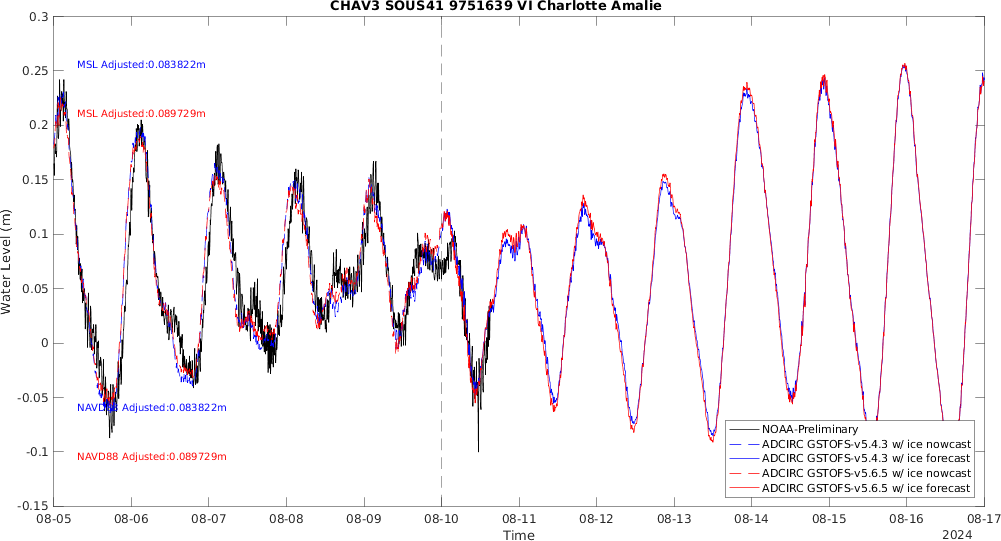 CHAV3 SOUS41 9751639 VI Charlotte Amalie
0.3
0.25
0.2
0.15
0.1
0.05
0
-0.05
-0.1
-0.15
Water Level (m)
MSL Adjusted:0.083822m
MSL Adjusted:0.089729m
NAVD88 Adjusted:0.083822m
NAVD88 Adjusted:0.089729m
NOAA-Preliminary
ADCIRC GSTOFS-v5.4.3 w/ ice nowcast
ADCIRC GSTOFS-v5.4.3 w/ ice forecast
ADCIRC GSTOFS-v5.6.5 w/ ice nowcast
ADCIRC GSTOFS-v5.6.5 w/ ice forecast
08-05 08-06 08-07 08-08 08-09 08-10 08-11 08-12 08-13 08-14 08-15 08-16 08-17
Time
2024